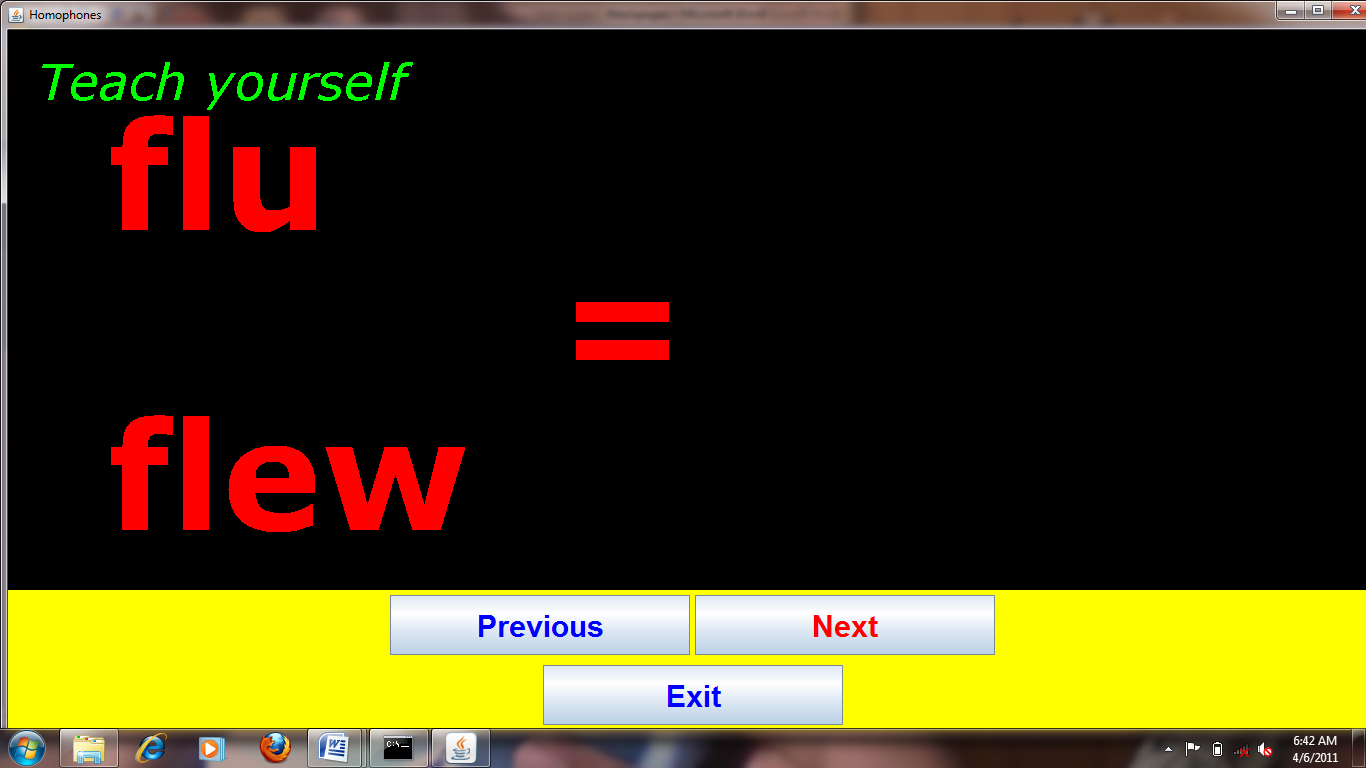 Homophones
Teach yourself
flu
=
flew
Previous
Next
Exit
C:\_
6:42 AM
4/6/2011